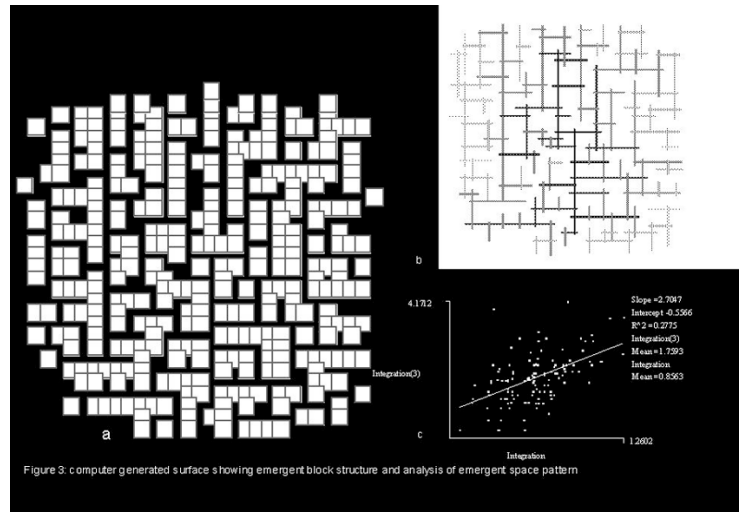 a
b
4.1712
Slope =2.7047
Intercept -0.5566
R^2 =0.2775
Integration(3)
Mean =1.7593
Integration
Mean =0.8563
Integration(3)
c
1.2602
Integration
Figure 3: computer generated surface showing emergent block structure and analysis of emergent space pattern